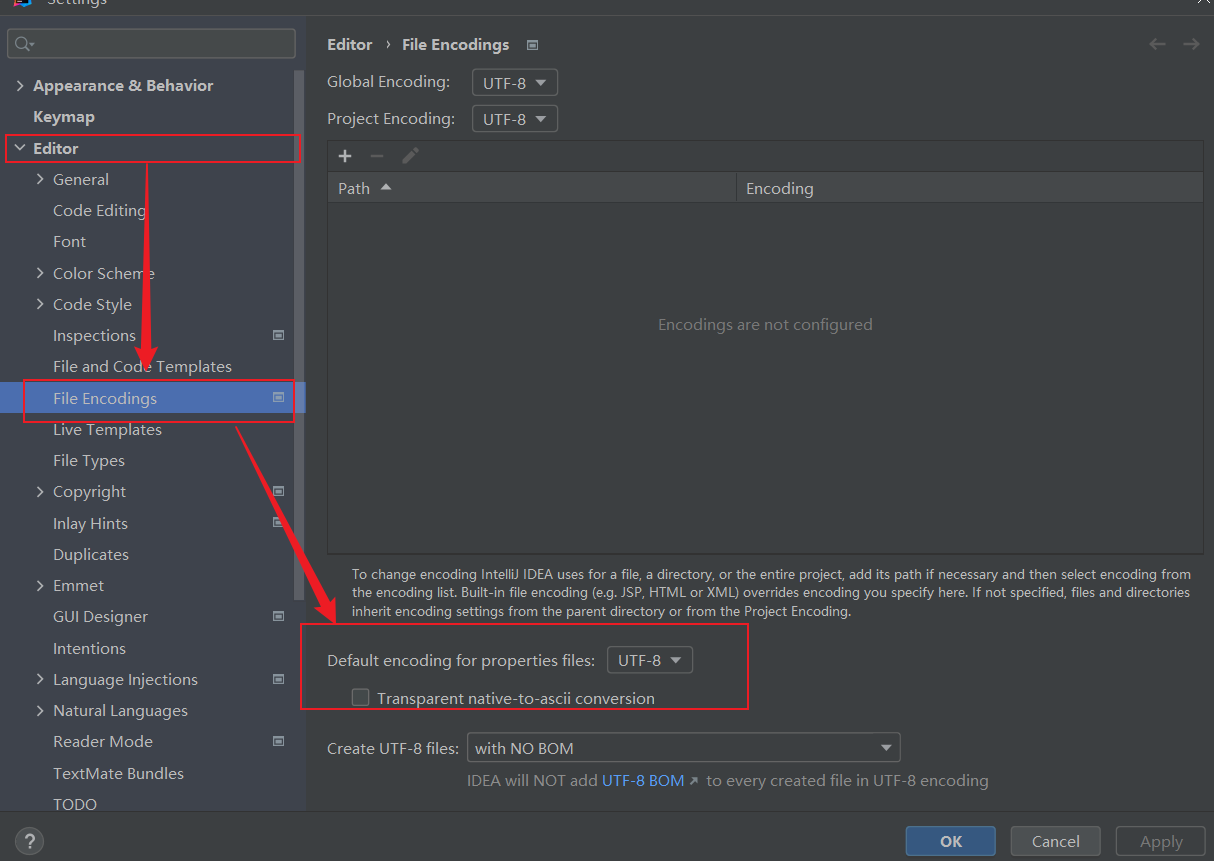 Settings
Appearance & Behavior
Keymap
Editor
General
Code Editing
Font
Color Scheme
Code Style
Inspections
File and Code Templates
File Encodings
Live Templates
File Types
Copyright
Inlay Hints
Duplicates
Emmet
GUI Designer
Intentions
Language Injections
Natural Languages
Reader Mode
TextMate Bundles
TODO
Editor › File Encodings
Global Encoding: UTF-8
Project Encoding: UTF-8
Path Encoding
Encodings are not configured
To change encoding IntelliJ IDEA uses for a file, a directory, or the entire project, add its path if necessary and then select encoding from
the encoding list. Built-in file encoding (e.g. JSP, HTML or XML) overrides encoding you specify here. If not specified, files and directories
inherit encoding settings from the parent directory or from the Project Encoding.
Default encoding for properties files: UTF-8
Transparent native-to-ascii conversion
Create UTF-8 files: with NO BOM
IDEA will NOT add UTF-8 BOM ↗ to every created file in UTF-8 encoding
?
OK Cancel Apply